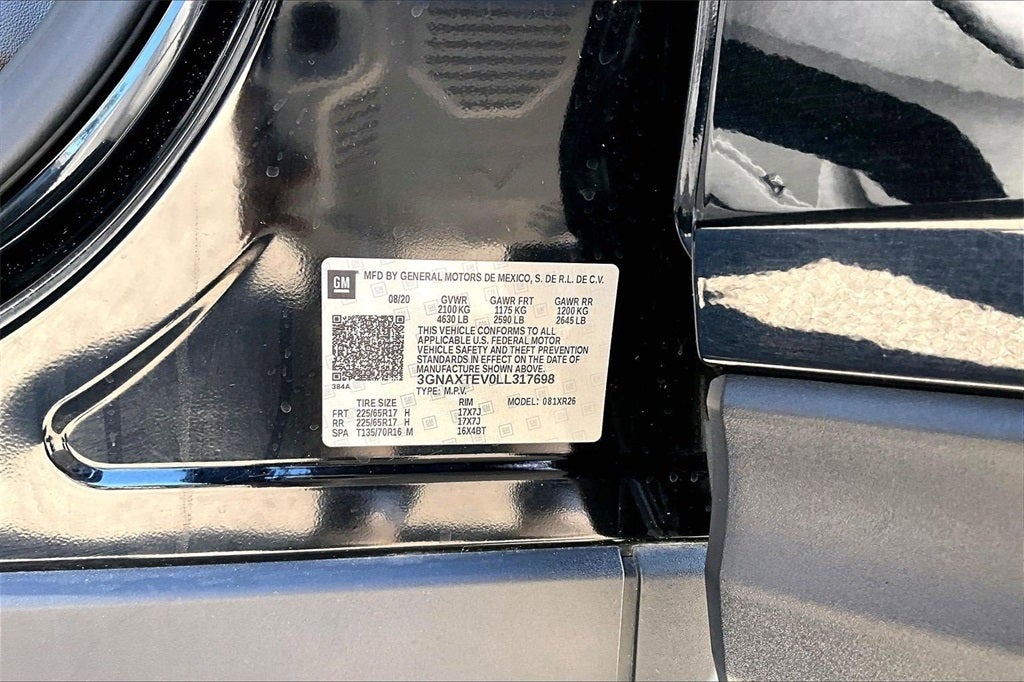 GM MFD BY GENERAL MOTORS DE MEXICO, S. DE R.L. DE C.V.
08/20 GVWR GAWR FRT GAWR RR
2100 KG 1175 KG 1200 KG
4630 LB 2590 LB 2645 LB
THIS VEHICLE CONFORMS TO ALL
APPLICABLE U.S. FEDERAL MOTOR
VEHICLE SAFETY AND THEFT PREVENTION
STANDARDS IN EFFECT ON THE DATE OF
MANUFACTURE SHOWN ABOVE.
384A 3GNAXTEV0LL317698
TYPE: M.P.V.
TIRE SIZE RIM MODEL: 081XR26
FRT 225/65R17 H 17X7J
RR 225/65R17 H 17X7J
SPA T135/70R16 M 16X4BT